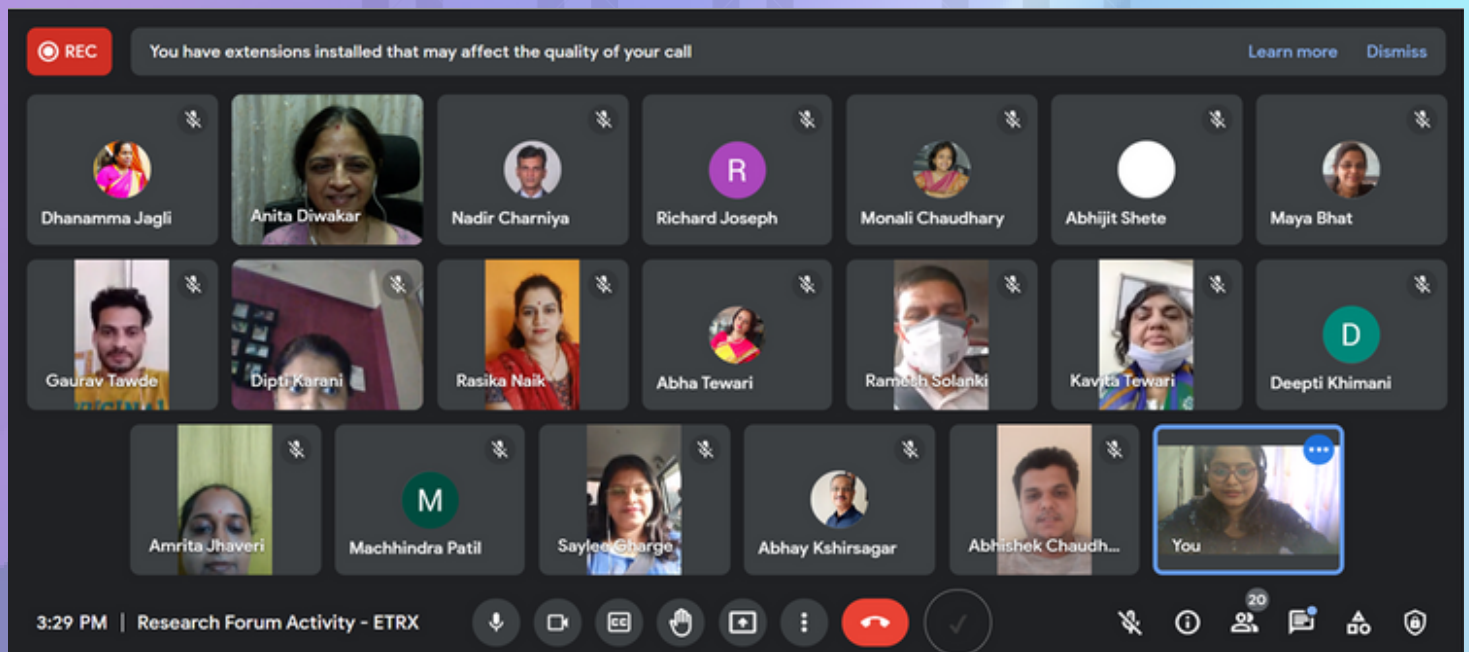 REC
You have extensions installed that may affect the quality of your call
Learn more
Dismiss
Dhanamma Jagli
Anita Diwakar
Nadir Charniya
R
Richard Joseph
Monali Chaudhary
Abhijit Shete
Maya Bhat
Gaurav Tawde
ORIGINAL
Dipti Karani
Rasika Naik
Abha Tewari
Ramesh Solanki
Kavita Tewari
D
Deepti Khimani
Amrita Jhaveri
M
Machhindra Patil
Saylee Gharge
Abhay Kshirsagar
Abhishek Chaudh...
You
3:29 PM | Research Forum Activity - ETRX
CC
20